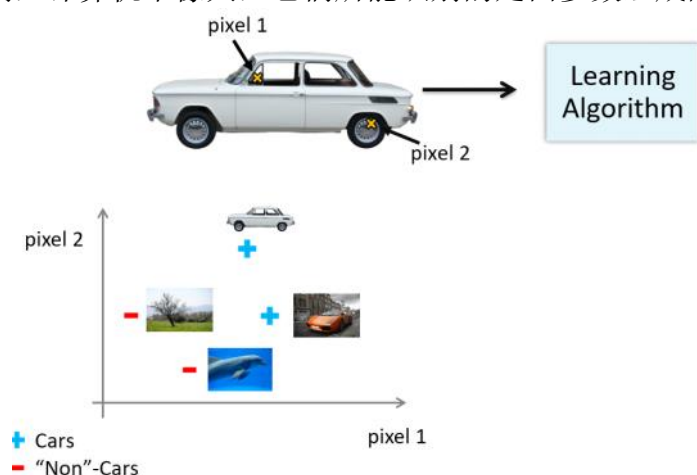 pixel 1
Learning
Algorithm
pixel 2
pixel 2
pixel 1
+ Cars
- "Non"-Cars